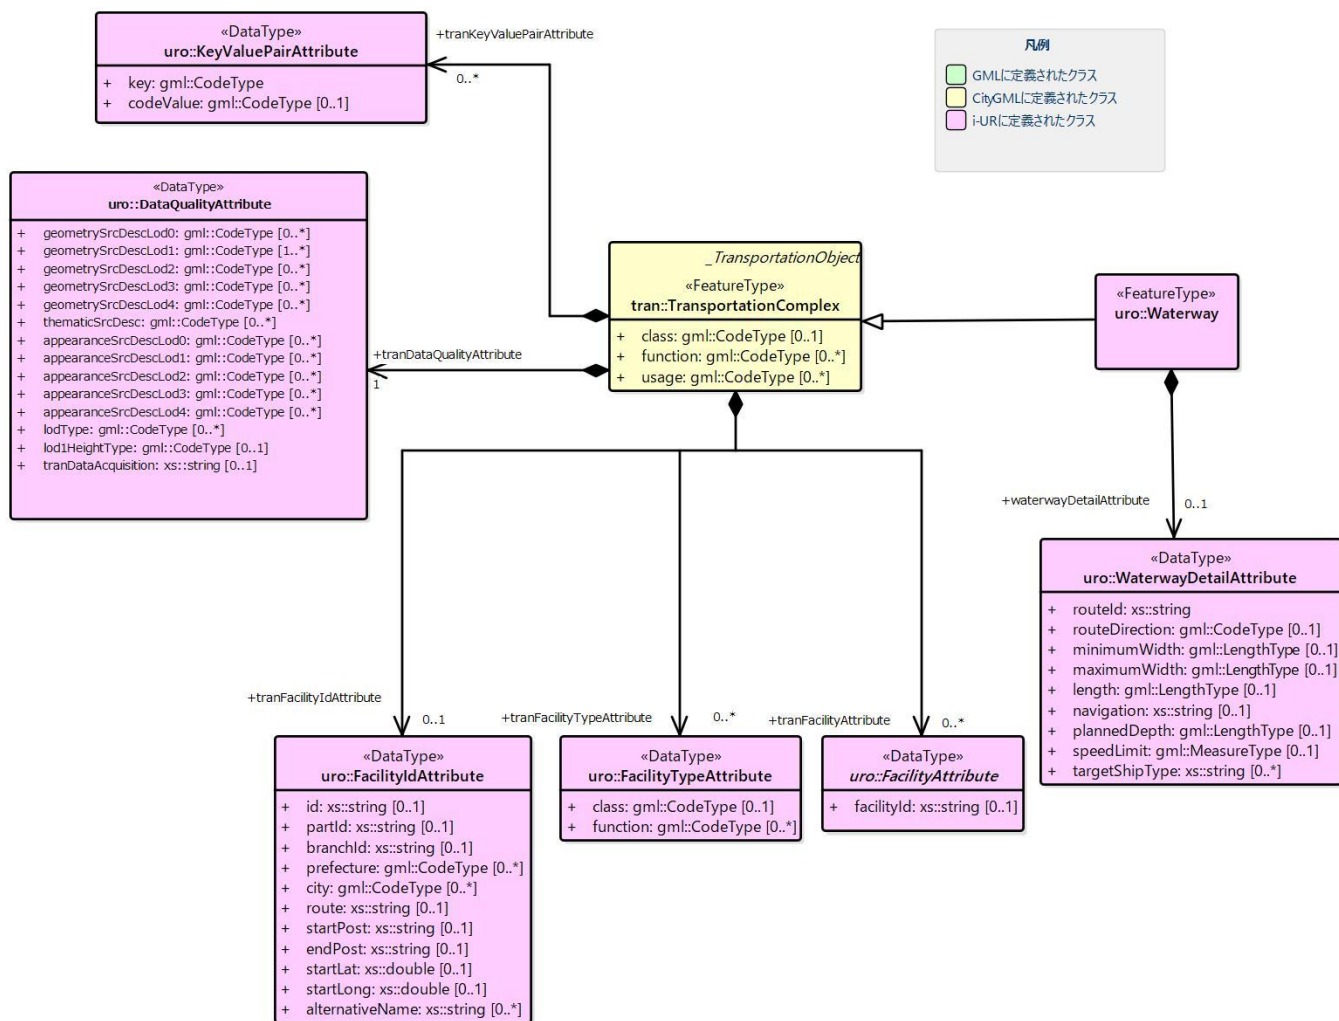 «DataType»
uro::KeyValuePairAttribute
+ key: gml::CodeType
+ codeValue: gml::CodeType [0..1]
+tranKeyValuePairAttribute
0..*
凡例
GMLに定義されたクラス
CityGMLに定義されたクラス
i-URに定義されたクラス
«DataType»
uro::DataQualityAttribute
+ geometrySrcDescLod0: gml::CodeType [0..*]
+ geometrySrcDescLod1: gml::CodeType [1..*]
+ geometrySrcDescLod2: gml::CodeType [0..*]
+ geometrySrcDescLod3: gml::CodeType [0..*]
+ geometrySrcDescLod4: gml::CodeType [0..*]
+ thematicSrcDesc: gml::CodeType [0..*]
+ appearanceSrcDescLod0: gml::CodeType [0..*]
+ appearanceSrcDescLod1: gml::CodeType [0..*]
+ appearanceSrcDescLod2: gml::CodeType [0..*]
+ appearanceSrcDescLod3: gml::CodeType [0..*]
+ appearanceSrcDescLod4: gml::CodeType [0..*]
+ lodType: gml::CodeType [0..*]
+ lod1HeightType: gml::CodeType [0..1]
+ tranDataAcquisition: xs::string [0..1]
+tranDataQualityAttribute
1
_TransportationObject
«FeatureType»
tran::TransportationComplex
+ class: gml::CodeType [0..1]
+ function: gml::CodeType [0..*]
+ usage: gml::CodeType [0..*]
«FeatureType»
uro::Waterway
+waterwayDetailAttribute
0..1
«DataType»
uro::WaterwayDetailAttribute
+ routeId: xs::string
+ routeDirection: gml::CodeType [0..1]
+ minimumWidth: gml::LengthType [0..1]
+ maximumWidth: gml::LengthType [0..1]
+ length: gml::LengthType [0..1]
+ navigation: xs::string [0..1]
+ plannedDepth: gml::LengthType [0..1]
+ speedLimit: gml::MeasureType [0..1]
+ targetShipType: xs::string [0..*]
+tranFacilityIdAttribute
0..1
«DataType»
uro::FacilityIdAttribute
+ id: xs::string [0..1]
+ partId: xs::string [0..1]
+ branchId: xs::string [0..1]
+ prefecture: gml::CodeType [0..*]
+ city: gml::CodeType [0..*]
+ route: xs::string [0..1]
+ startPost: xs::string [0..1]
+ endPost: xs::string [0..1]
+ startLat: xs::double [0..1]
+ startLong: xs::double [0..1]
+ alternativeName: xs::string [0..*]
+tranFacilityTypeAttribute
0..*
«DataType»
uro::FacilityTypeAttribute
+ class: gml::CodeType [0..1]
+ function: gml::CodeType [0..*]
+tranFacilityAttribute
0..*
«DataType»
uro::FacilityAttribute
+ facilityId: xs::string [0..1]